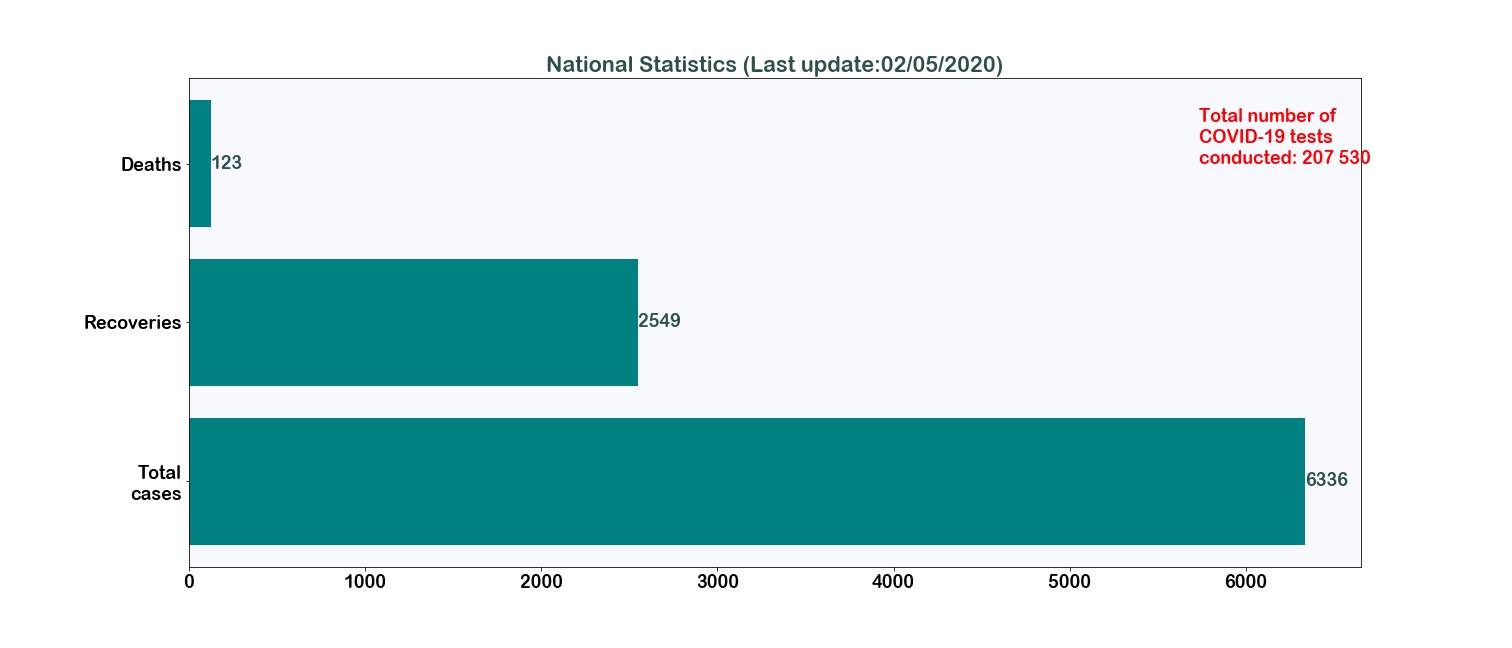 National Statistics (Last update:02/05/2020)
Total number of
COVID-19 tests
conducted: 207 530
Deaths
123
Recoveries
2549
Total
cases
6336
0 1000 2000 3000 4000 5000 6000